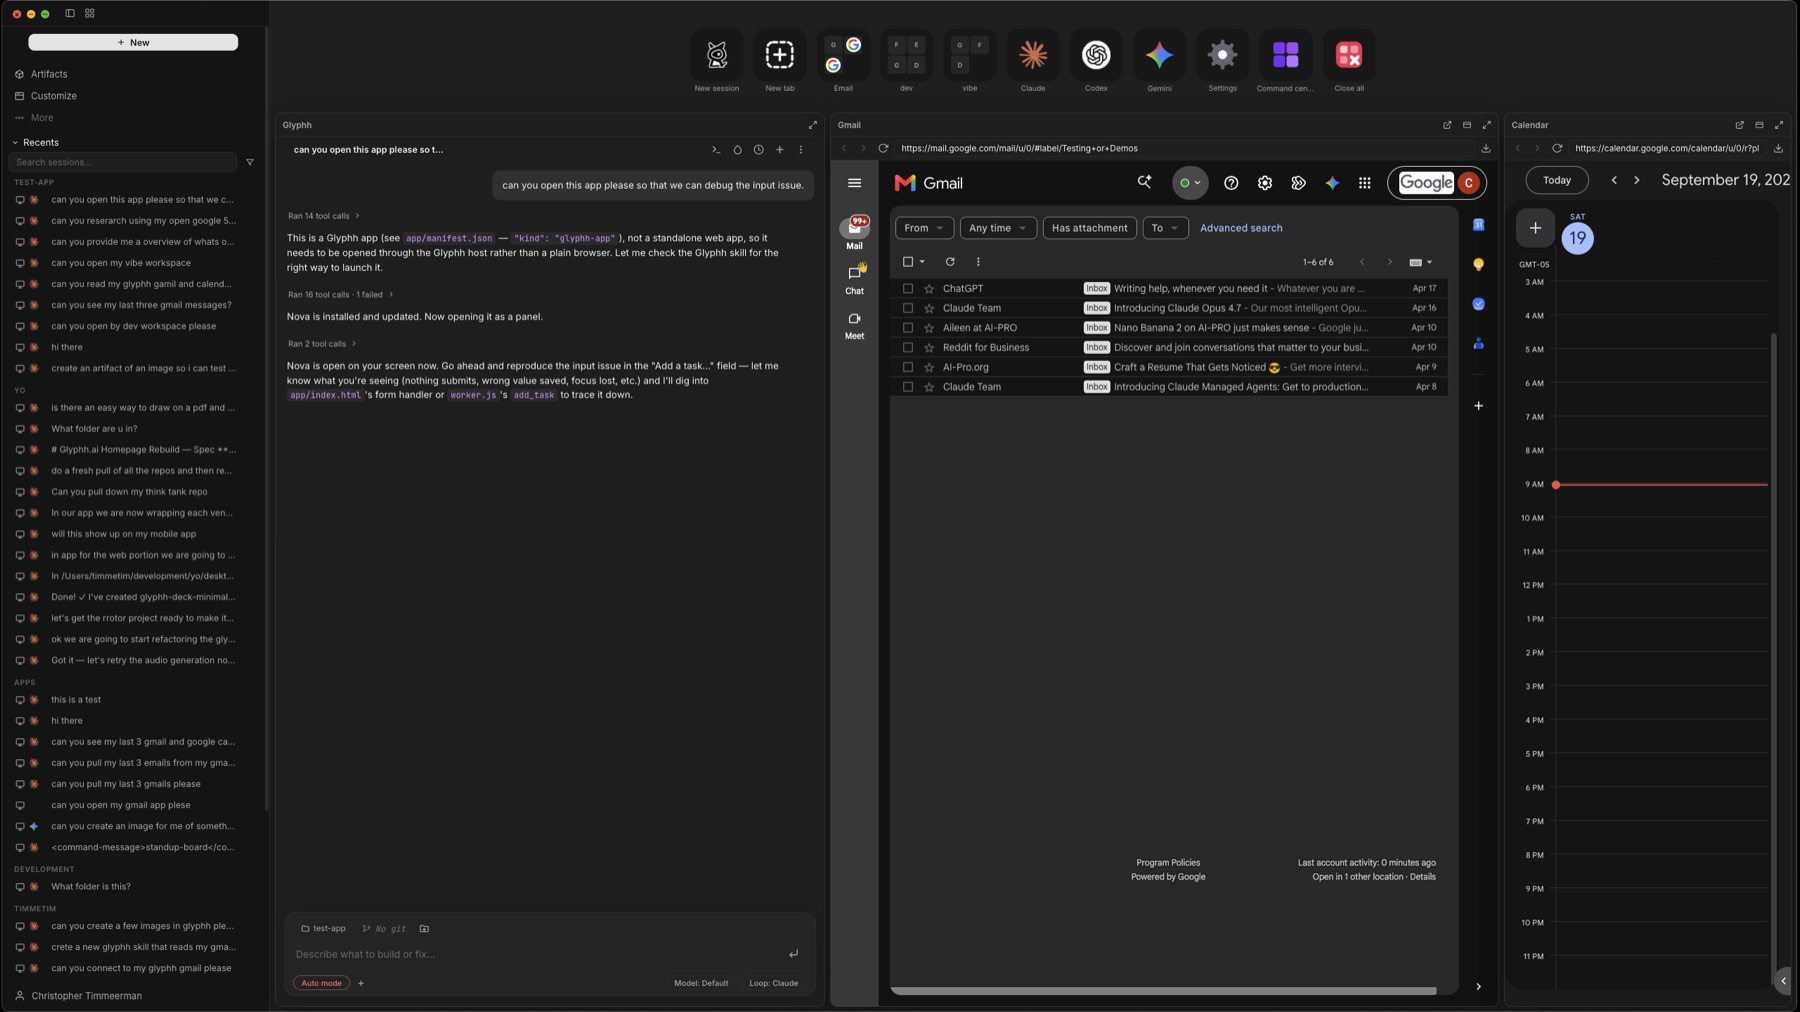 New
Artifacts
Customize
More
Recents
Search sessions...
TEST-APP
can you open this app please so that we c...
can you reserarch using my open google 5...
can you provide me a overview of whats o...
can you open my vibe workspace
can you read my glyphh gamil and calend...
can you see my last three gmail messages?
can you open by dev workspace please
hi there
create an artifact of an image so i can test ...
YO
is there an easy way to draw on a pdf and ...
What folder are u in?
# Glyphh.ai Homepage Rebuild — Spec **...
do a fresh pull of all the repos and then re...
Can you pull down my think tank repo
In our app we are now wrapping each ven...
will this show up on my mobile app
in app for the web portion we are going to ...
In /Users/timmetim/development/yo/deskt...
Done! ✓ I've created glyphh-deck-minimal...
let's get the rrotor project ready to make it...
ok we are going to start refactoring the gly...
Got it — let's retry the audio generation no...
APPS
this is a test
hi there
can you see my last 3 gmail and google ca...
can you pull my last 3 emails from my gma...
can you pull my last 3 gmails please
can you open my gmail app plese
can you create an image for me of someth...
<command-message>standup-board</co...
DEVELOPMENT
What folder is this?
TIMMETIM
can you create a few images in glyphh ple...
crete a new glyphh skill that reads my gma...
can you connect to my glyphh gmail please
Christopher Timmeerman
G
F E
G D
G F
D
New session
New tab
Email
dev
vibe
Claude
Codex
Gemini
Settings
Command cen...
Close all
Glyphh
can you open this app please so t...
can you open this app please so that we can debug the input issue.
Ran 14 tool calls
This is a Glyphh app (see app/manifest.json — "kind": "glyphh-app" ), not a standalone web app, so it
needs to be opened through the Glyphh host rather than a plain browser. Let me check the Glyphh skill for the
right way to launch it.
Ran 16 tool calls · 1 failed
Nova is installed and updated. Now opening it as a panel.
Ran 2 tool calls
Nova is open on your screen now. Go ahead and reproduce the input issue in the "Add a task..." field — let me
know what you're seeing (nothing submits, wrong value saved, focus lost, etc.) and I'll dig into
app/index.html 's form handler or worker.js 's add_task to trace it down.
test-app
No git
Describe what to build or fix...
Auto mode
Model: Default
Loop: Claude
Gmail
https://mail.google.com/mail/u/0/#label/Testing+or+Demos
Gmail
Google
C
99+
Mail
Chat
Meet
From
Any time
Has attachment
To
Advanced search
1–6 of 6
31
ChatGPT Inbox Writing help, whenever you need it - Whatever you are ... Apr 17
Claude Team Inbox Introducing Claude Opus 4.7 - Our most intelligent Opu... Apr 16
Aileen at AI-PRO Inbox Nano Banana 2 on AI-PRO just makes sense - Google ju... Apr 10
Reddit for Business Inbox Discover and join conversations that matter to your busi... Apr 10
AI-Pro.org Inbox Craft a Resume That Gets Noticed 😎 - Get more intervi... Apr 9
Claude Team Inbox Introducing Claude Managed Agents: Get to production... Apr 8
Program Policies
Powered by Google
Last account activity: 0 minutes ago
Open in 1 other location · Details
Calendar
https://calendar.google.com/calendar/u/0/r?pl
Today
September 19, 202
SAT
19
GMT-05
3 AM
4 AM
5 AM
6 AM
7 AM
8 AM
9 AM
10 AM
11 AM
12 PM
1 PM
2 PM
3 PM
4 PM
5 PM
6 PM
7 PM
8 PM
9 PM
10 PM
11 PM